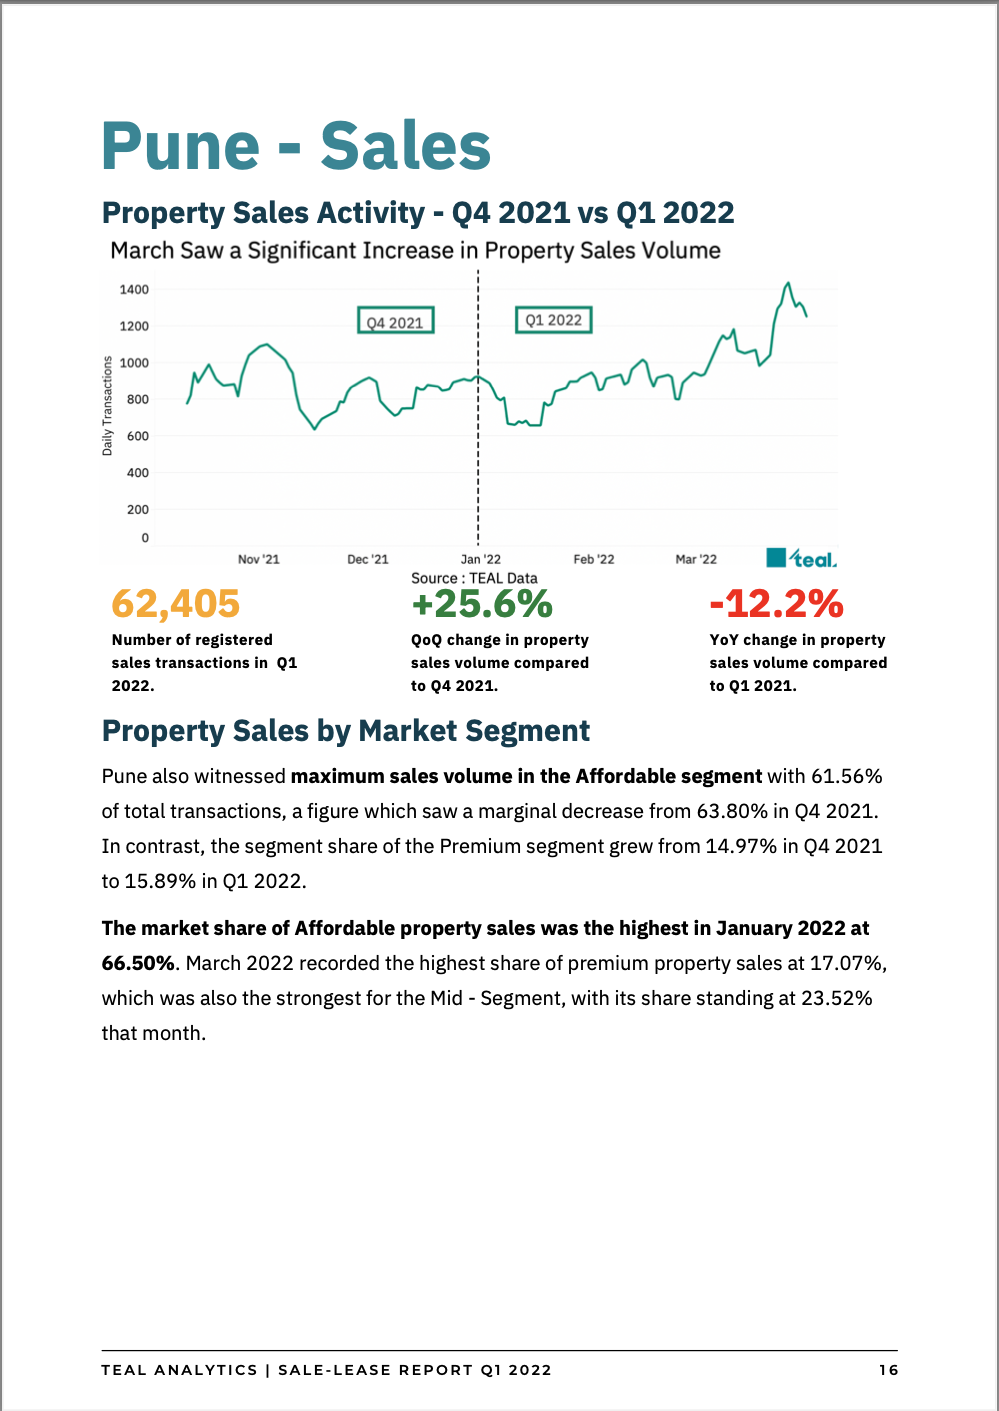 Pune - Sales
Property Sales Activity - Q4 2021 vs Q1 2022
March Saw a Significant Increase in Property Sales Volume
Daily Transactions
1400
1200
1000
800
600
400
200
0
Q4 2021
Q1 2022
Nov '21
Dec '21
Jan '22
Feb '22
Mar '22
teal.
Source : TEAL Data
62,405
Number of registered
sales transactions in Q1
2022.
+25.6%
QoQ change in property
sales volume compared
to Q4 2021.
-12.2%
YoY change in property
sales volume compared
to Q1 2021.
Property Sales by Market Segment
Pune also witnessed maximum sales volume in the Affordable segment with 61.56%
of total transactions, a figure which saw a marginal decrease from 63.80% in Q4 2021.
In contrast, the segment share of the Premium segment grew from 14.97% in Q4 2021
to 15.89% in Q1 2022.
The market share of Affordable property sales was the highest in January 2022 at
66.50%. March 2022 recorded the highest share of premium property sales at 17.07%,
which was also the strongest for the Mid - Segment, with its share standing at 23.52%
that month.
TEAL ANALYTICS | SALE-LEASE REPORT Q1 2022
16